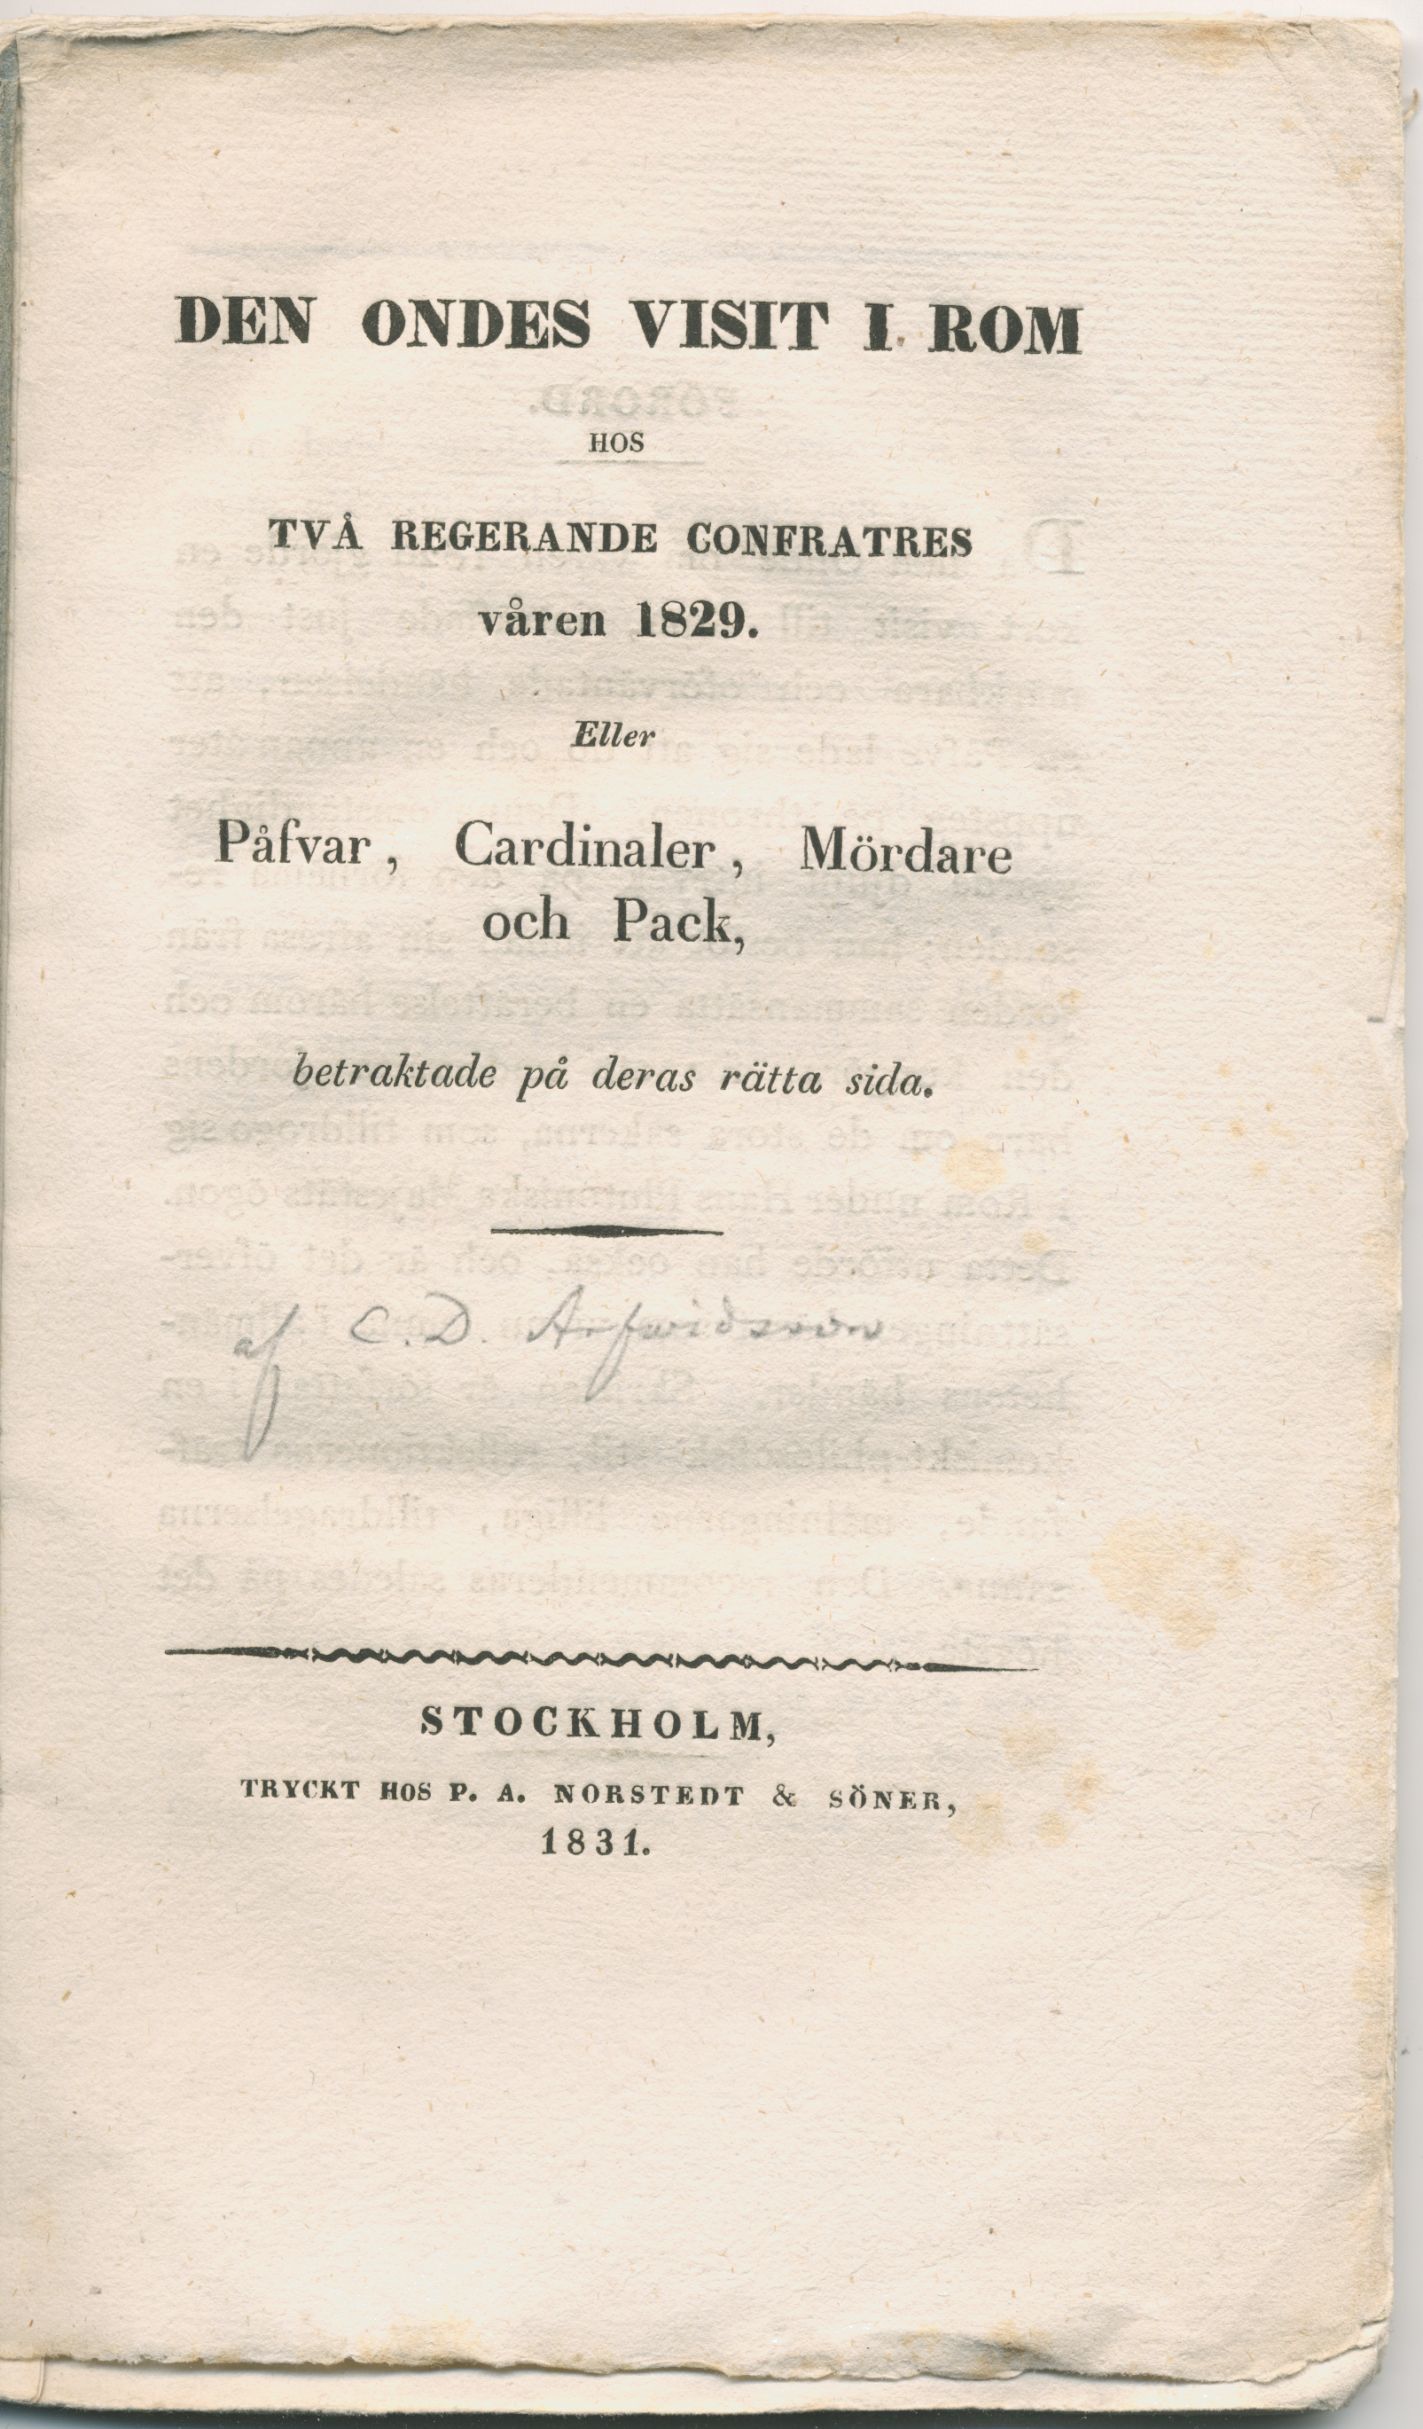 DEN ONDES VISIT I ROM
HOS
TVÅ REGERANDE CONFRATRES
våren 1829.
Eller
Påfvar, Cardinaler, Mördare
och Pack,
betraktade på deras rätta sida.
af C. D. Arfwidsson
STOCKHOLM,
TRYCKT HOS P. A. NORSTEDT & SÖNER,
1831.